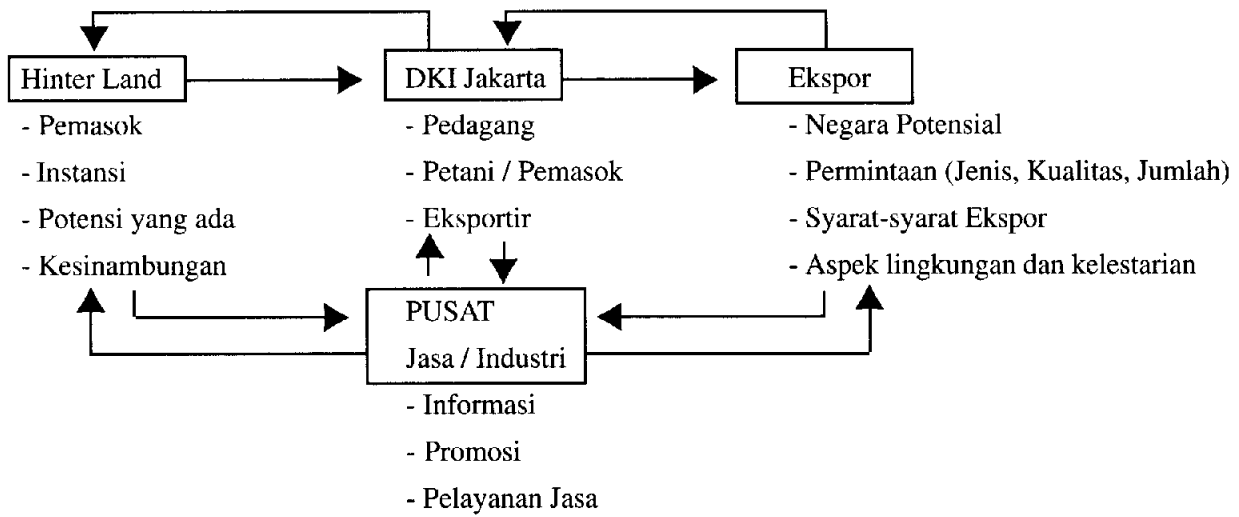 Hinter Land
- Pemasok
- Instansi
- Potensi yang ada
- Kesinambungan
DKI Jakarta
- Pedagang
- Petani / Pemasok
- Eksportir
Ekspor
- Negara Potensial
- Permintaan (Jenis, Kualitas, Jumlah)
- Syarat-syarat Ekspor
- Aspek lingkungan dan kelestarian
PUSAT
Jasa / Industri
- Informasi
- Promosi
- Pelayanan Jasa